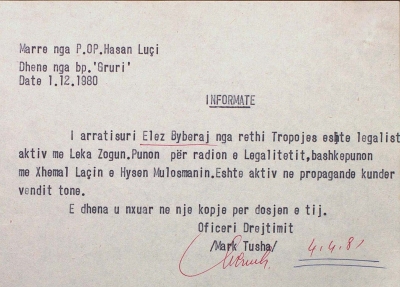 Marre nga P.OP.Hasan Luçi
Dhene nga bp.'Gruri'
Date 1.12.1980
INFORMATE
I arratisuri Elez Byberaj nga rethi Tropojes eshte legalist
aktiv me Leka Zogun.Punon për radion e Legalitetit,bashkepunon
me Xhemal Laçin e Hysen Mulosmanin.Eshte aktiv ne propagande kunder
vendit tone.
E dhena u nxuar ne nje kopje per dosjen e tij.
Oficeri Drejtimit
/Mark Tusha/
4.4.81